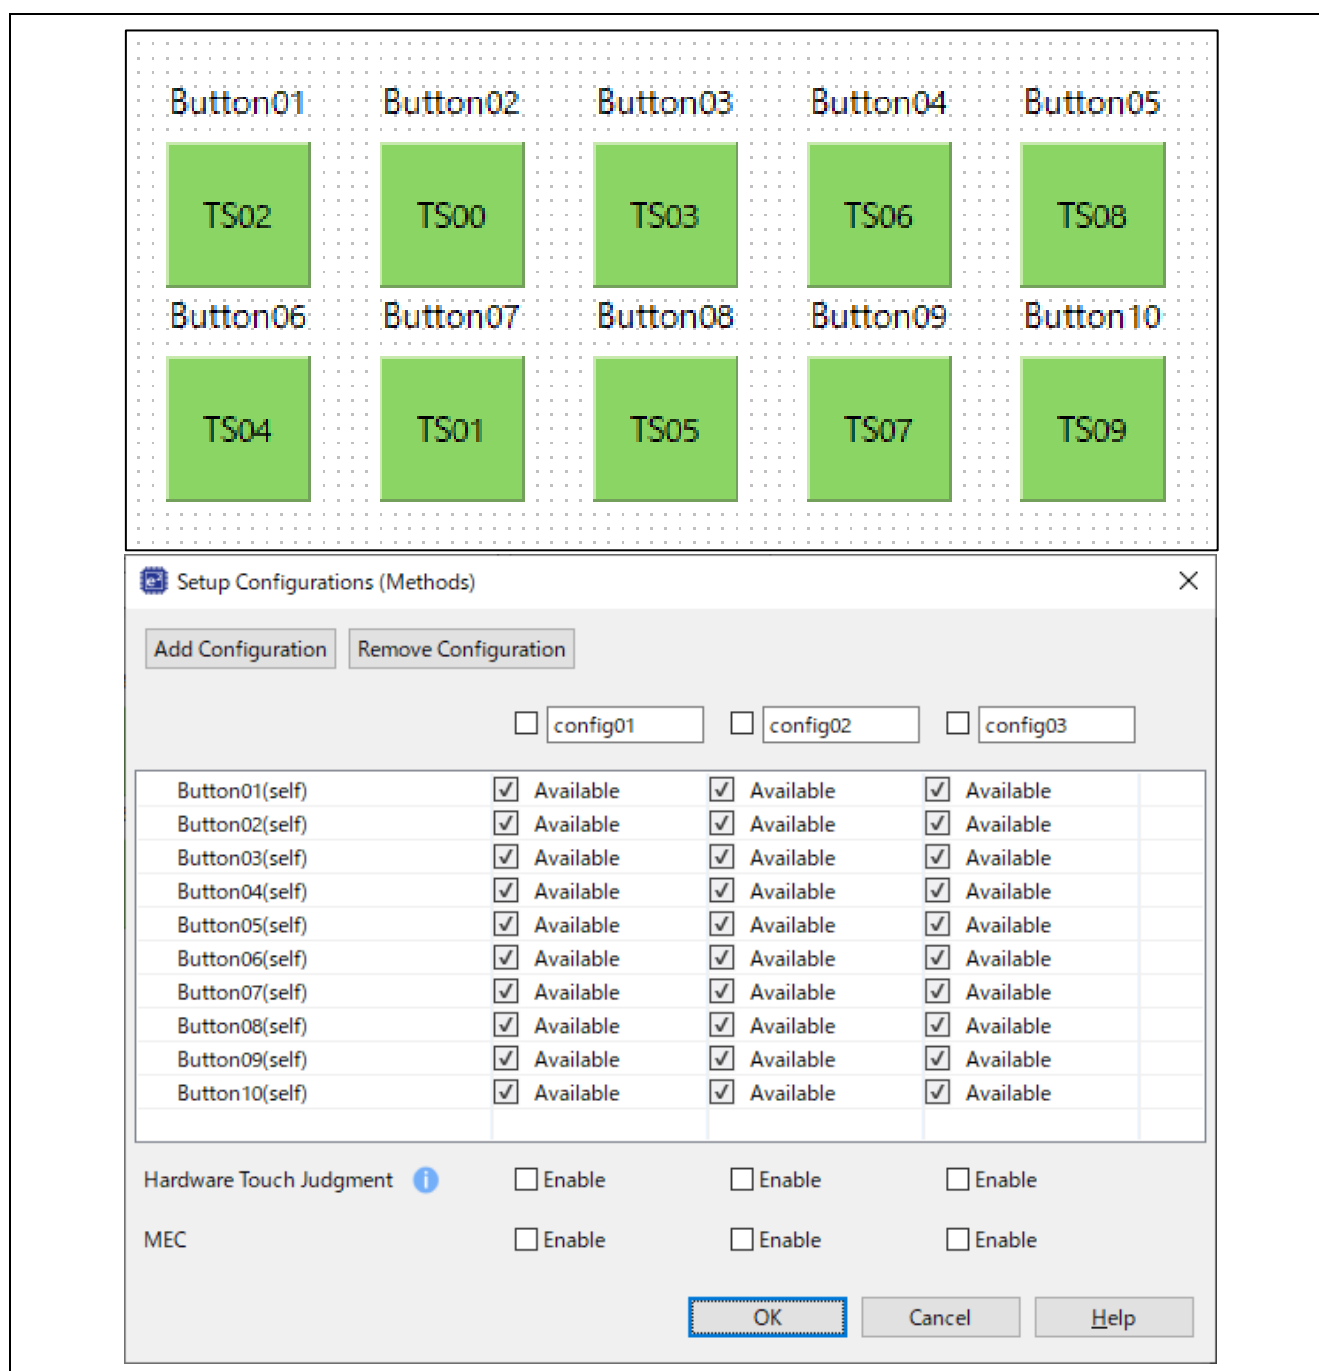 Button01 Button02 Button03 Button04 Button05
TS02 TS00 TS03 TS06 TS08
Button06 Button07 Button08 Button09 Button10
TS04 TS01 TS05 TS07 TS09
Setup Configurations (Methods)
Add Configuration Remove Configuration
config01 config02 config03
Button01(self) Available Available Available
Button02(self) Available Available Available
Button03(self) Available Available Available
Button04(self) Available Available Available
Button05(self) Available Available Available
Button06(self) Available Available Available
Button07(self) Available Available Available
Button08(self) Available Available Available
Button09(self) Available Available Available
Button10(self) Available Available Available
Hardware Touch Judgment Enable Enable Enable
MEC Enable Enable Enable
OK Cancel Help